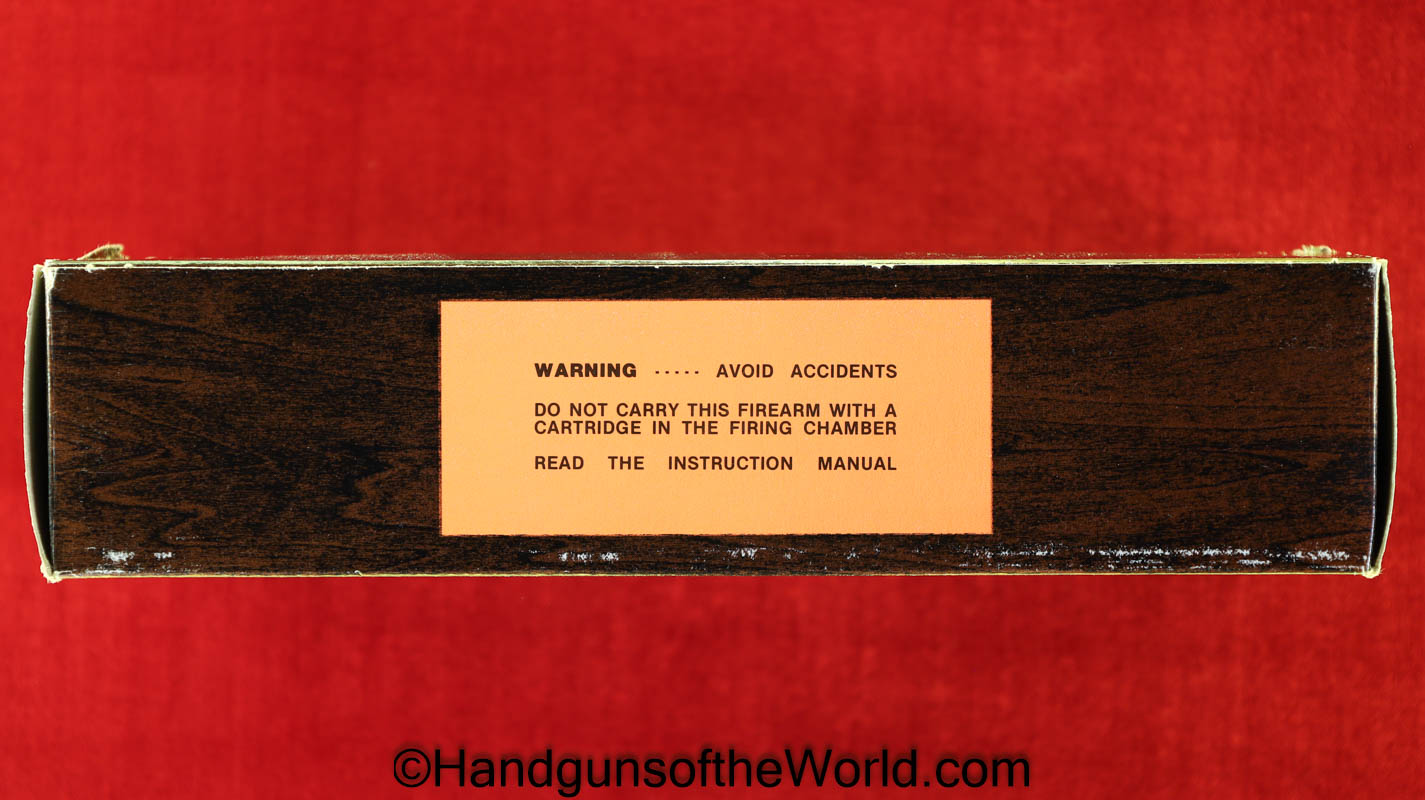 WARNING ..... AVOID ACCIDENTS
DO NOT CARRY THIS FIREARM WITH A
CARTRIDGE IN THE FIRING CHAMBER
READ THE INSTRUCTION MANUAL
©HandgunsoftheWorld.com